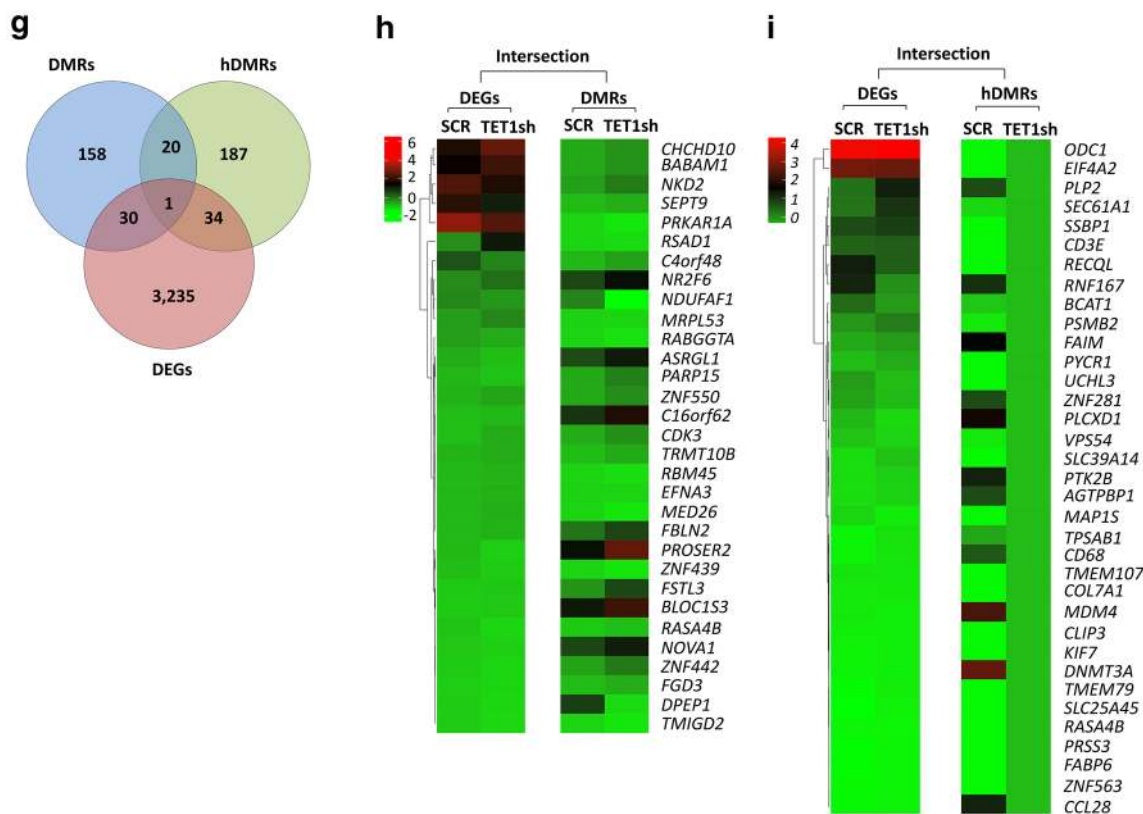 g
DMRs
hDMRs
158
20
187
30
1
34
3,235
DEGs
h
Intersection
DEGs
DMRs
SCR TET1sh
SCR TET1sh
6
4
2
0
-2
CHCHD10
BABAM1
NKD2
SEPT9
PRKAR1A
RSAD1
C4orf48
NR2F6
NDUFAF1
MRPL53
RABGGTA
ASRGL1
PARP15
ZNF550
C16orf62
CDK3
TRMT10B
RBM45
EFNA3
MED26
FBLN2
PROSER2
ZNF439
FSTL3
BLOC1S3
RASA4B
NOVA1
ZNF442
FGD3
DPEP1
TMIGD2
i
Intersection
DEGs
hDMRs
SCR TET1sh
SCR TET1sh
4
3
2
1
0
ODC1
EIF4A2
PLP2
SEC61A1
SSBP1
CD3E
RECQL
RNF167
BCAT1
PSMB2
FAIM
PYCR1
UCHL3
ZNF281
PLCXD1
VPS54
SLC39A14
PTK2B
AGTPBP1
MAP1S
TPSAB1
CD68
TMEM107
COL7A1
MDM4
CLIP3
KIF7
DNMT3A
TMEM79
SLC25A45
RASA4B
PRSS3
FABP6
ZNF563
CCL28